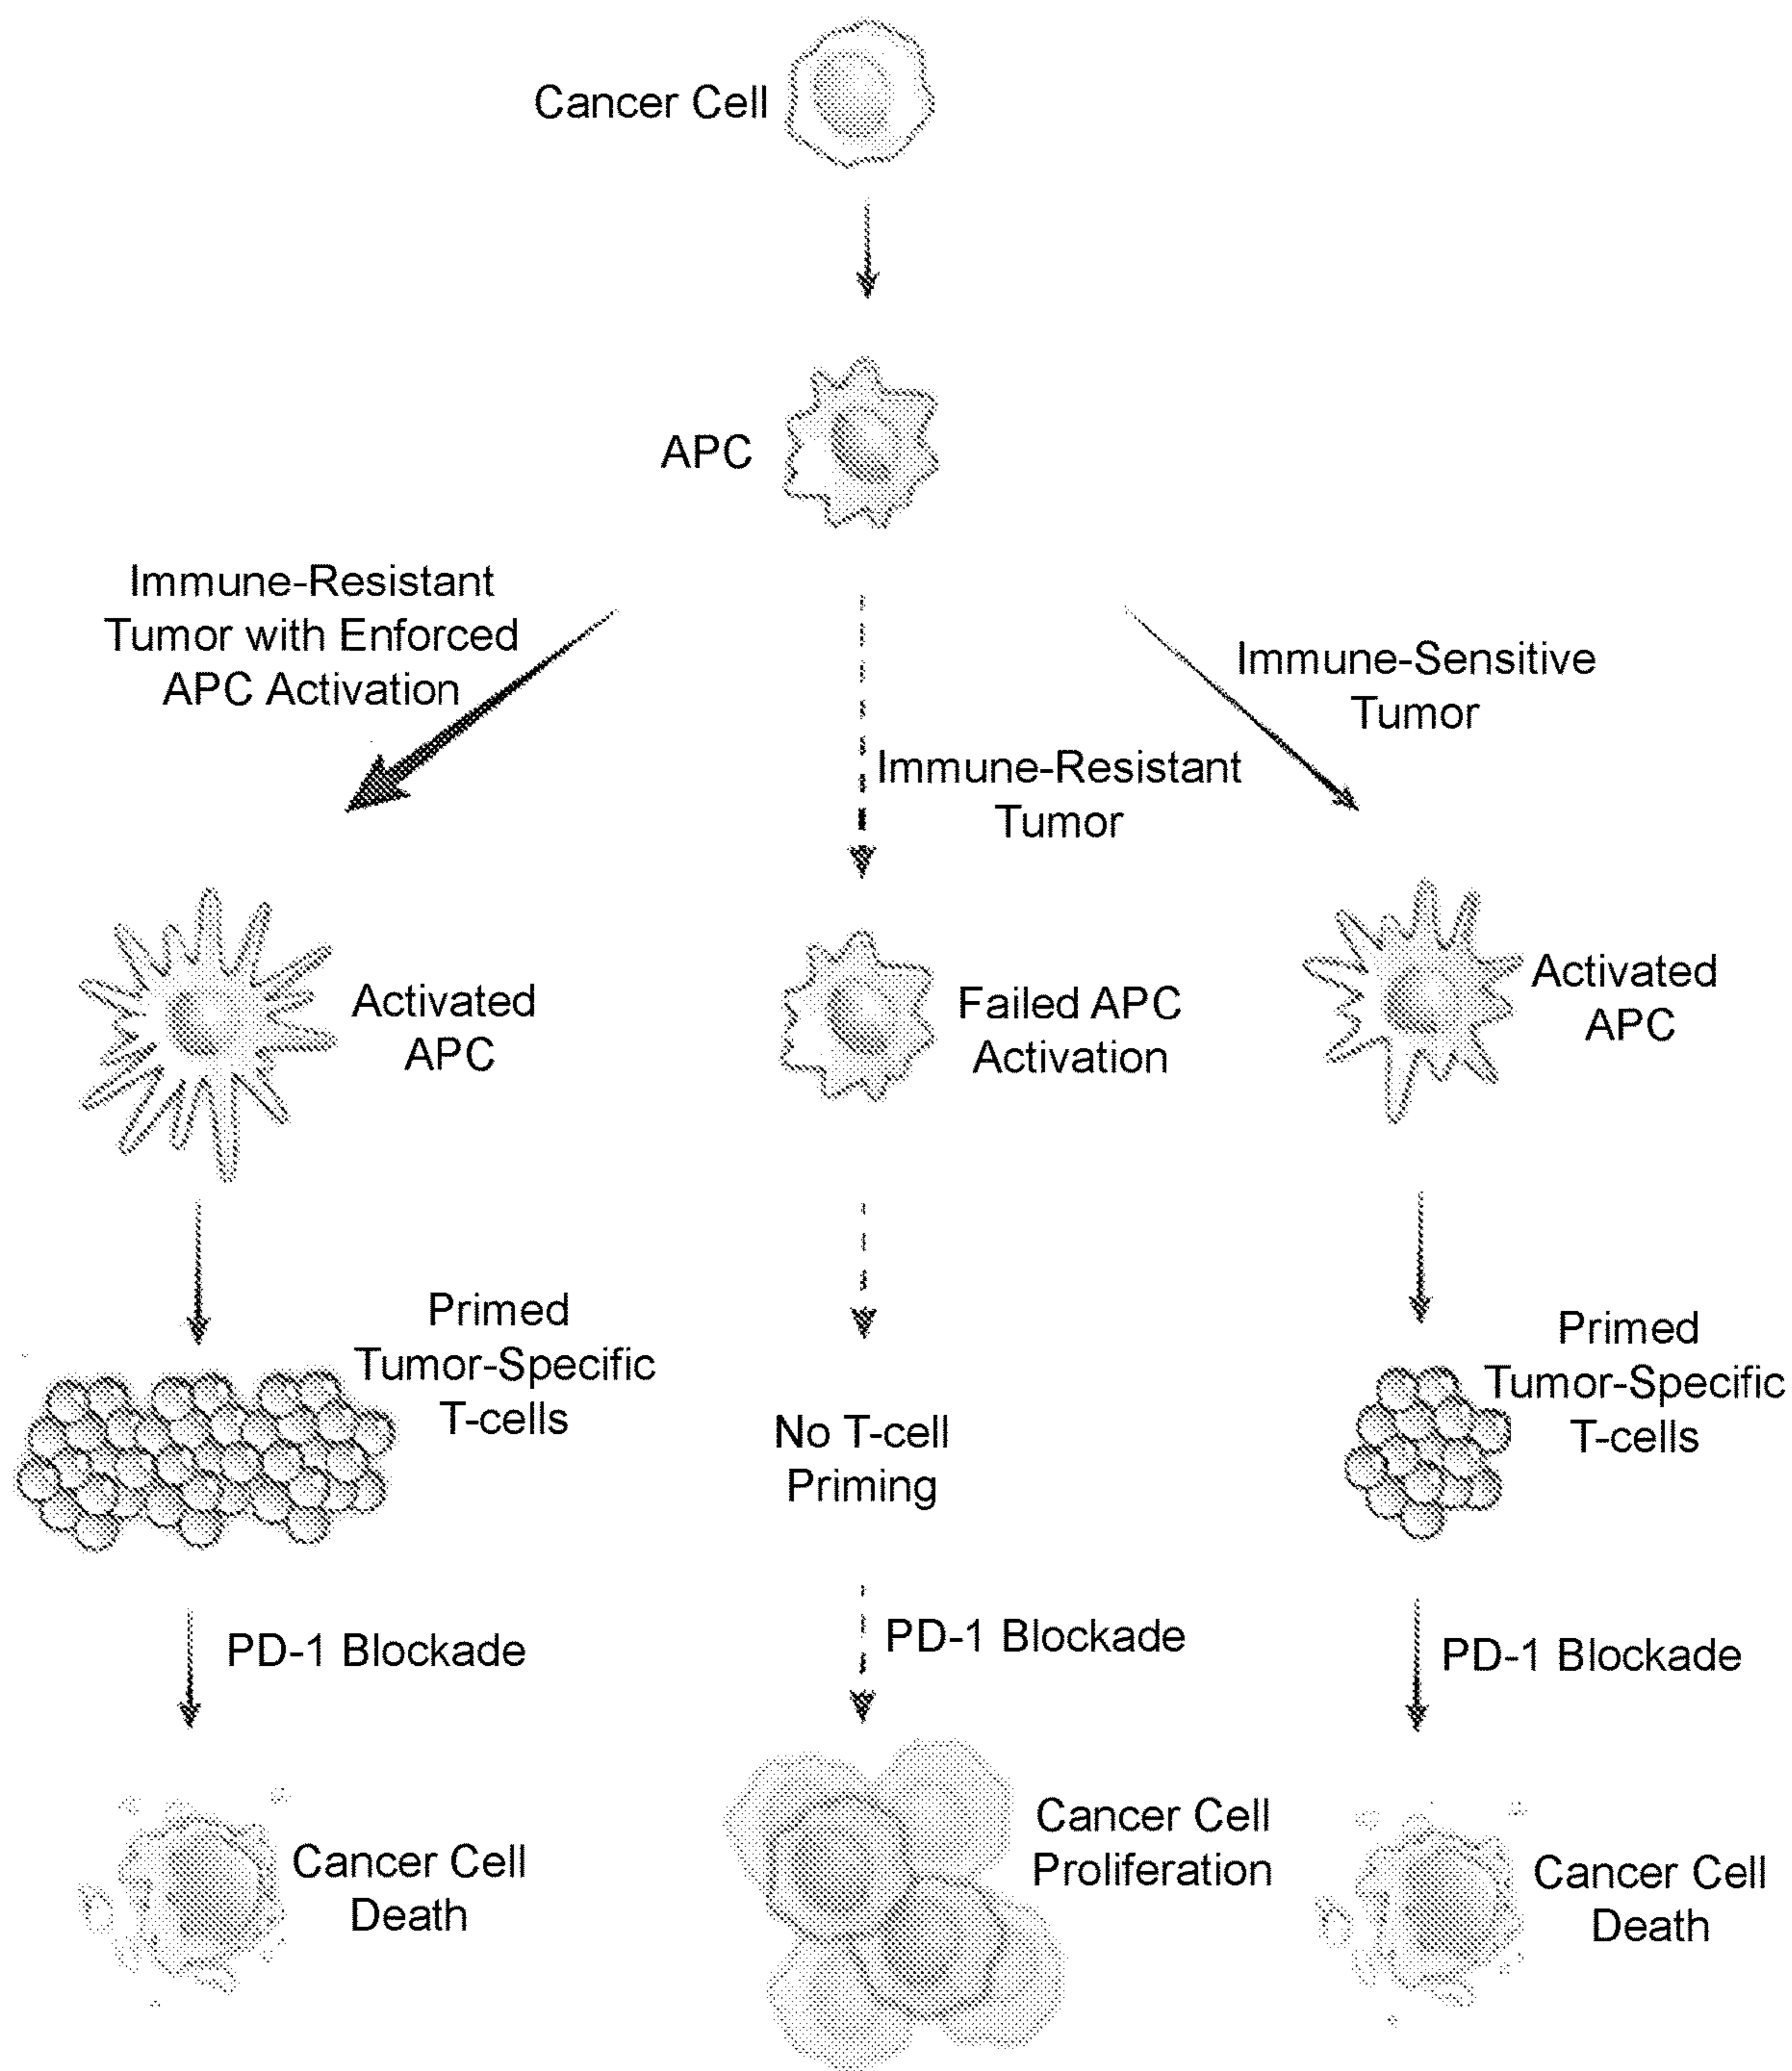 Cancer Cell
APC
Immune-Resistant
Tumor with Enforced
APC Activation
Immune-Resistant
Tumor
Immune-Sensitive
Tumor
Activated
APC
Failed APC
Activation
Activated
APC
Primed
Tumor-Specific
T-cells
No T-cell
Priming
Primed
Tumor-Specific
T-cells
PD-1 Blockade
PD-1 Blockade
PD-1 Blockade
Cancer Cell
Death
Cancer Cell
Proliferation
Cancer Cell
Death